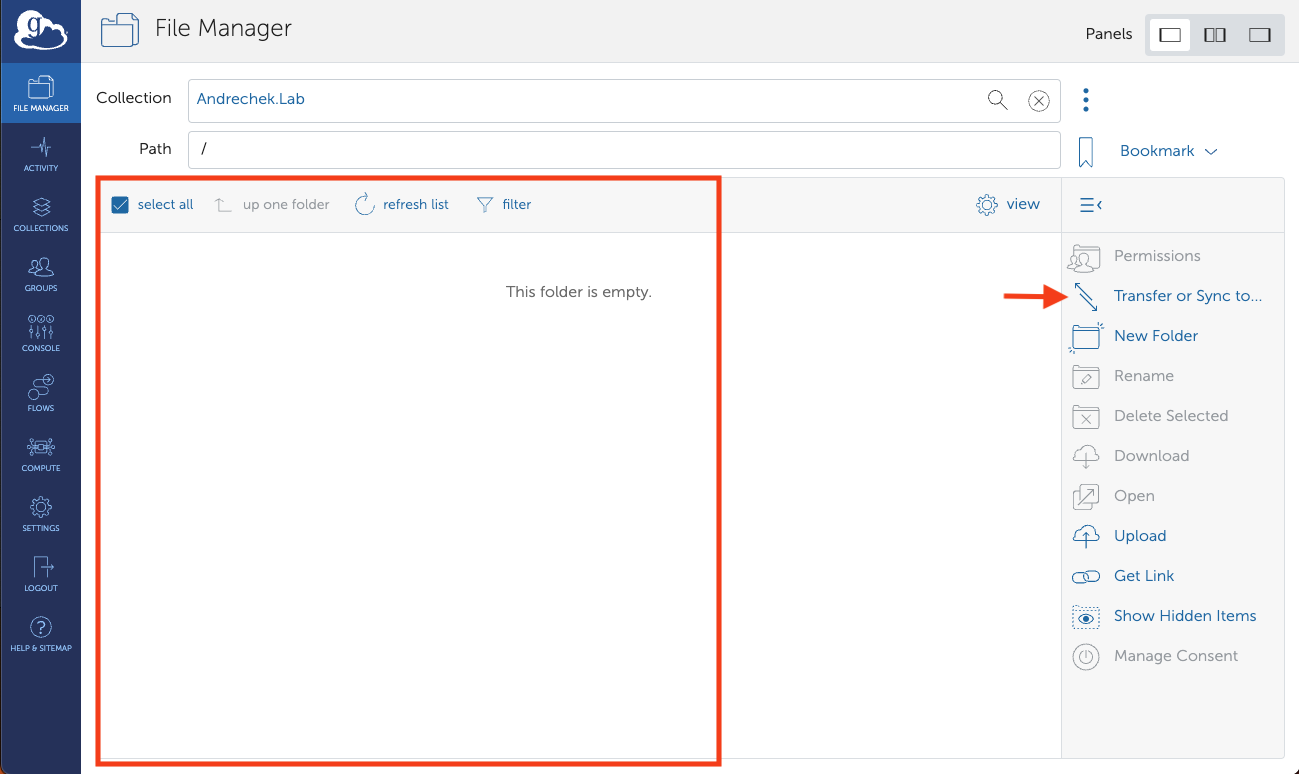 g
File Manager
Panels
FILE MANAGER
ACTIVITY
COLLECTIONS
GROUPS
CONSOLE
FLOWS
COMPUTE
SETTINGS
LOGOUT
?
HELP & SITEMAP
Collection Andrechek.Lab
Path /
Bookmark
select all up one folder refresh list filter view
This folder is empty.
Permissions
Transfer or Sync to...
New Folder
Rename
Delete Selected
Download
Open
Upload
Get Link
Show Hidden Items
Manage Consent